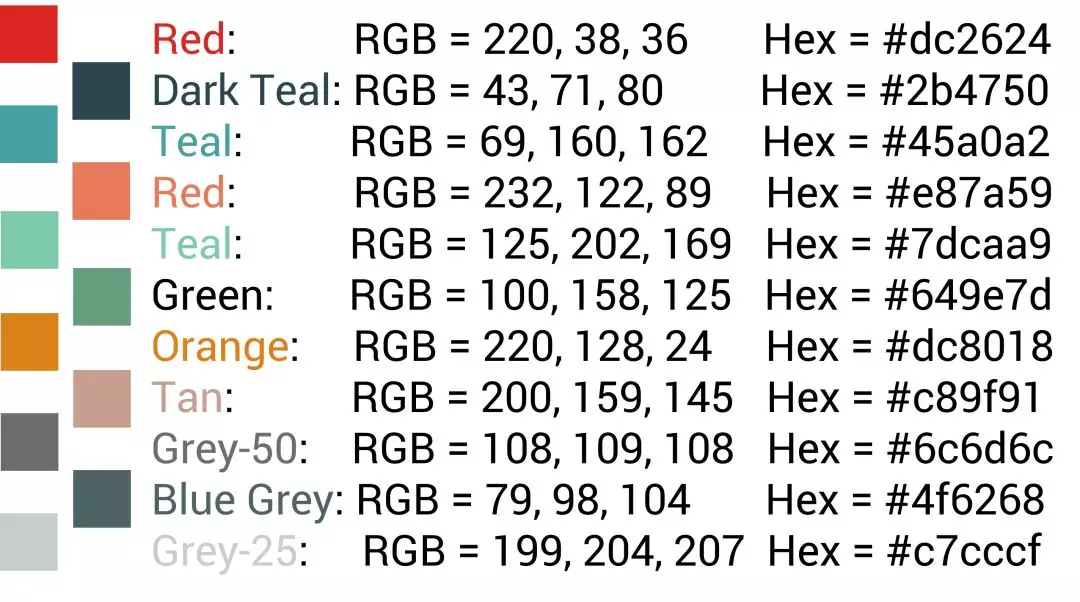 Red: RGB = 220, 38, 36 Hex = #dc2624
Dark Teal: RGB = 43, 71, 80 Hex = #2b4750
Teal: RGB = 69, 160, 162 Hex = #45a0a2
Red: RGB = 232, 122, 89 Hex = #e87a59
Teal: RGB = 125, 202, 169 Hex = #7dcaa9
Green: RGB = 100, 158, 125 Hex = #649e7d
Orange: RGB = 220, 128, 24 Hex = #dc8018
Tan: RGB = 200, 159, 145 Hex = #c89f91
Grey-50: RGB = 108, 109, 108 Hex = #6c6d6c
Blue Grey: RGB = 79, 98, 104 Hex = #4f6268
Grey-25: RGB = 199, 204, 207 Hex = #c7cccf